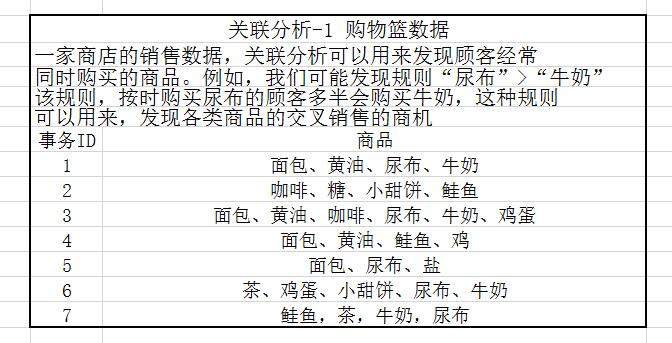 关联分析-1 购物篮数据
一家商店的销售数据，关联分析可以用来发现顾客经常
同时购买的商品。例如，我们可能发现规则“尿布”>“牛奶”
该规则，按时购买尿布的顾客多半会购买牛奶，这种规则
可以用来，发现各类商品的交叉销售的商机
事务ID 商品
1 面包、黄油、尿布、牛奶
2 咖啡、糖、小甜饼、鲑鱼
3 面包、黄油、咖啡、尿布、牛奶、鸡蛋
4 面包、黄油、鲑鱼、鸡
5 面包、尿布、盐
6 茶、鸡蛋、小甜饼、尿布、牛奶
7 鲑鱼，茶，牛奶，尿布